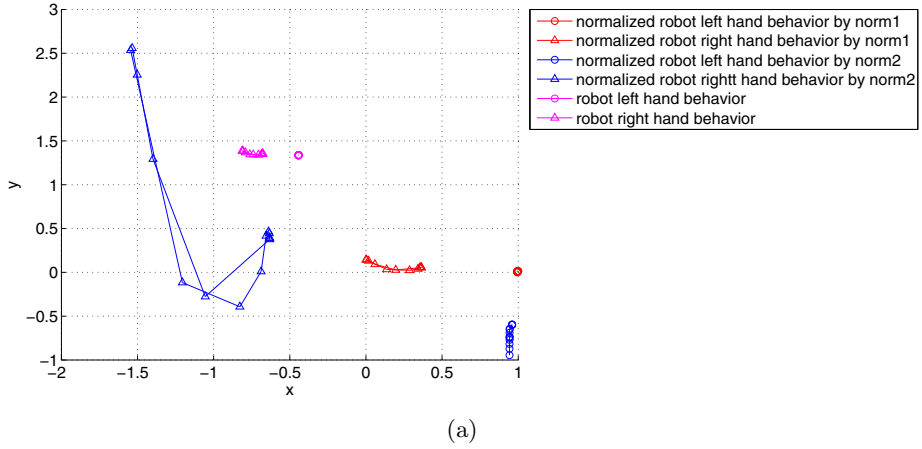 3
2.5
2
1.5
1
0.5
0
−0.5
−1
y
−2
−1.5
−1
−0.5
0
0.5
1
x
normalized robot left hand behavior by norm1
normalized robot right hand behavior by norm1
normalized robot left hand behavior by norm2
normalized robot rightt hand behavior by norm2
robot left hand behavior
robot right hand behavior
(a)